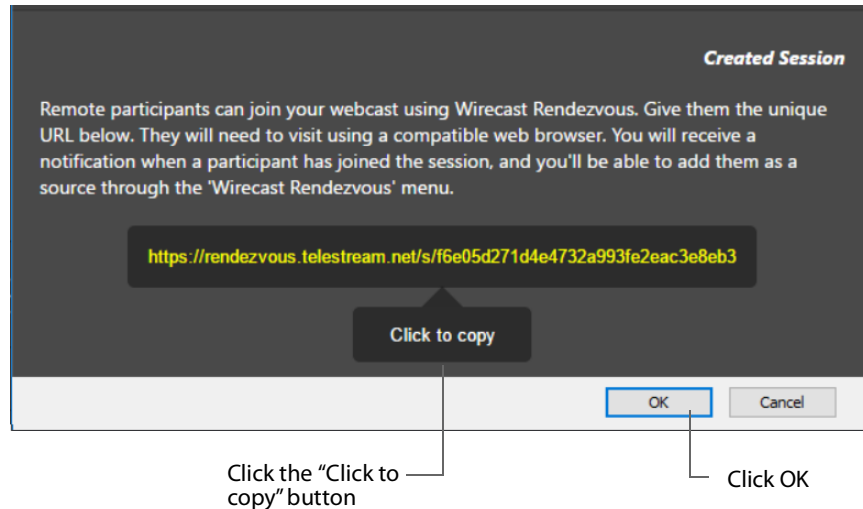 Created Session
Remote participants can join your webcast using Wirecast Rendezvous. Give them the unique
URL below. They will need to visit using a compatible web browser. You will receive a
notification when a participant has joined the session, and you'll be able to add them as a
source through the 'Wirecast Rendezvous' menu.
https://rendezvous.telestream.net/s/f6e05d271d4e4732a993fe2eac3e8eb3
Click to copy
OK
Cancel
Click the “Click to
copy” button
Click OK